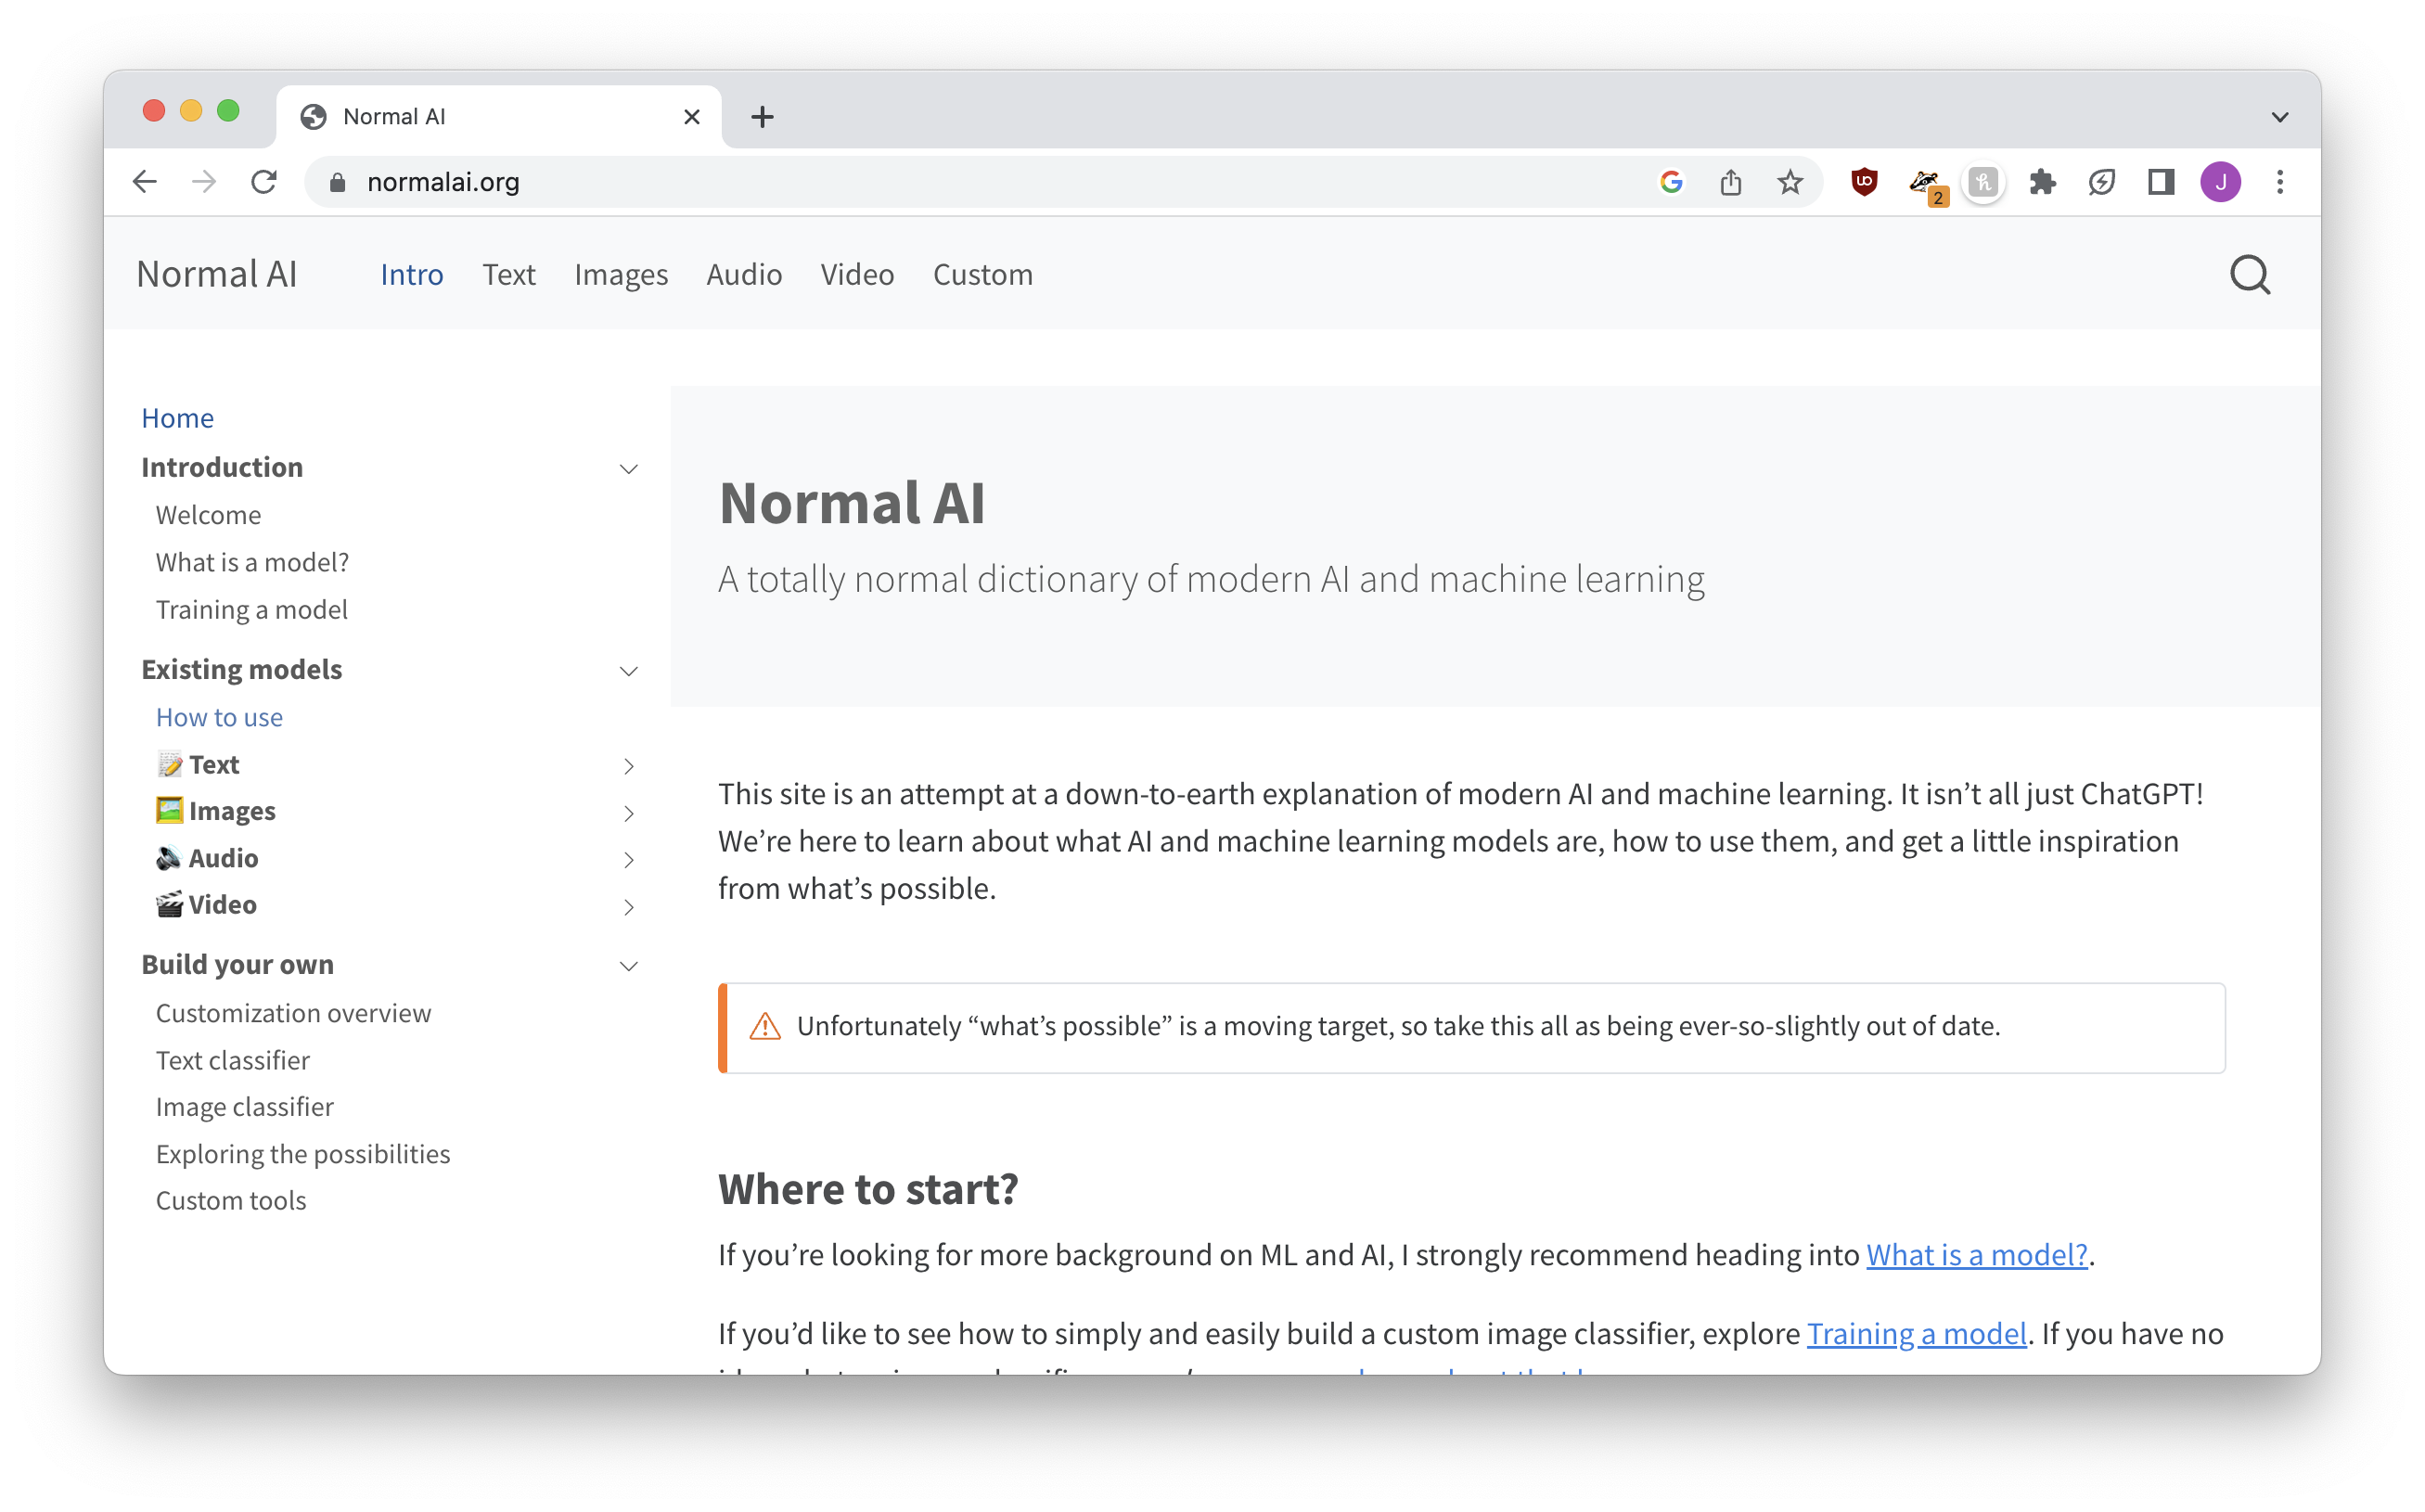 Normal AI
normalai.org
2
J
Normal AI Intro Text Images Audio Video Custom
Home
Introduction
Welcome
What is a model?
Training a model
Existing models
How to use
Text
Images
Audio
Video
Build your own
Customization overview
Text classifier
Image classifier
Exploring the possibilities
Custom tools
Normal AI
A totally normal dictionary of modern AI and machine learning
This site is an attempt at a down-to-earth explanation of modern AI and machine learning. It isn’t all just ChatGPT!
We’re here to learn about what AI and machine learning models are, how to use them, and get a little inspiration
from what’s possible.
Unfortunately “what’s possible” is a moving target, so take this all as being ever-so-slightly out of date.
Where to start?
If you’re looking for more background on ML and AI, I strongly recommend heading into What is a model?.
If you’d like to see how to simply and easily build a custom image classifier, explore Training a model. If you have no